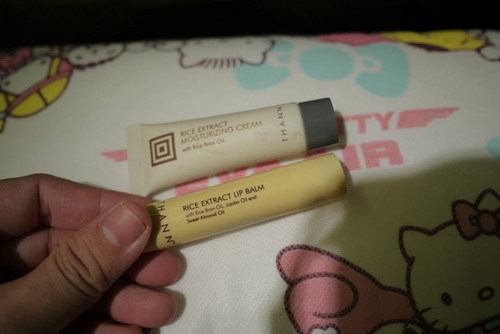 RICE EXTRACT
MOISTURIZING CREAM
with Rice Bran Oil
THANN
RICE EXTRACT LIP BALM
with Rice Bran Oil, Jojoba Oil and
Sweet Almond Oil
THANN